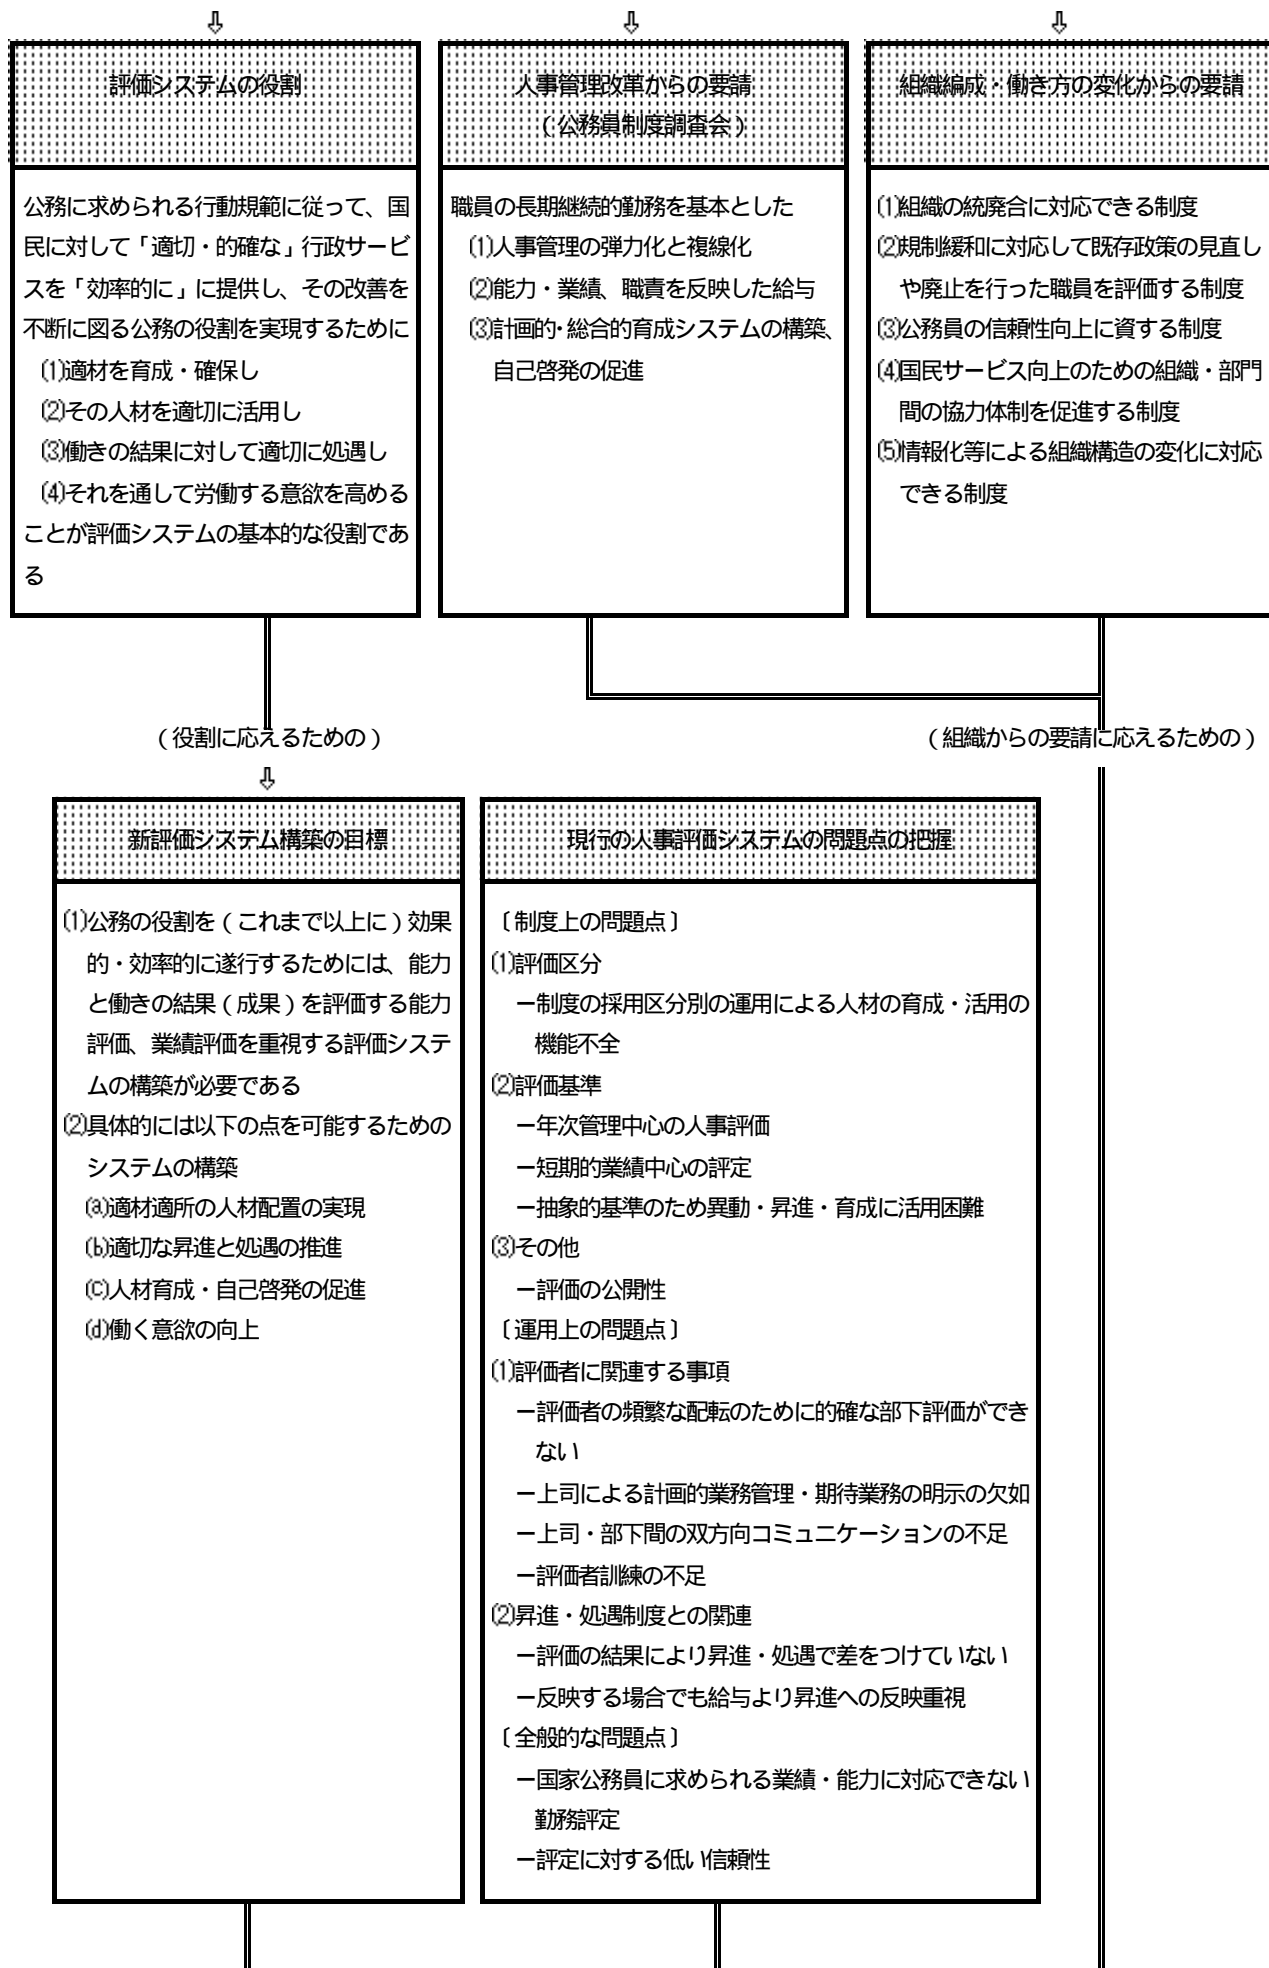 ⇩
評価システムの役割
公務に求められる行動規範に従って、国
民に対して「適切・的確な」行政サービ
スを「効率的に」に提供し、その改善を
不断に図る公務の役割を実現するために
⑴適材を育成・確保し
⑵その人材を適切に活用し
⑶働きの結果に対して適切に処遇し
⑷それを通して労働する意欲を高める
ことが評価システムの基本的な役割であ
る
⇩
人事管理改革からの要請
（公務員制度調査会）
職員の長期継続的勤務を基本とした
⑴人事管理の弾力化と複線化
⑵能力・業績、職責を反映した給与
⑶計画的・総合的育成システムの構築、
自己啓発の促進
⇩
組織編成・働き方の変化からの要請
⑴組織の統廃合に対応できる制度
⑵規制緩和に対応して既存政策の見直し
や廃止を行った職員を評価する制度
⑶公務員の信頼性向上に資する制度
⑷国民サービス向上のための組織・部門
間の協力体制を促進する制度
⑸情報化等による組織構造の変化に対応
できる制度
（役割に応えるための）
（組織からの要請に応えるための）
⇩
新評価システム構築の目標
⑴公務の役割を（これまで以上に）効果
的・効率的に遂行するためには、能力
と働きの結果（成果）を評価する能力
評価、業績評価を重視する評価システ
ムの構築が必要である
⑵具体的には以下の点を可能するための
システムの構築
⒜適材適所の人材配置の実現
⒝適切な昇進と処遇の推進
⒞人材育成・自己啓発の促進
⒟働く意欲の向上
現行の人事評価システムの問題点の把握
〔制度上の問題点〕
⑴評価区分
－制度の採用区分別の運用による人材の育成・活用の
機能不全
⑵評価基準
－年次管理中心の人事評価
－短期的業績中心の評定
－抽象的基準のため異動・昇進・育成に活用困難
⑶その他
－評価の公開性
〔運用上の問題点〕
⑴評価者に関連する事項
－評価者の頻繁な配転のために的確な部下評価ができ
ない
－上司による計画的業務管理・期待業務の明示の欠如
－上司・部下間の双方向コミュニケーションの不足
－評価者訓練の不足
⑵昇進・処遇制度との関連
－評価の結果により昇進・処遇で差をつけていない
－反映する場合でも給与より昇進への反映重視
〔全般的な問題点〕
－国家公務員に求められる業績・能力に対応できない
勤務評定
－評定に対する低い信頼性